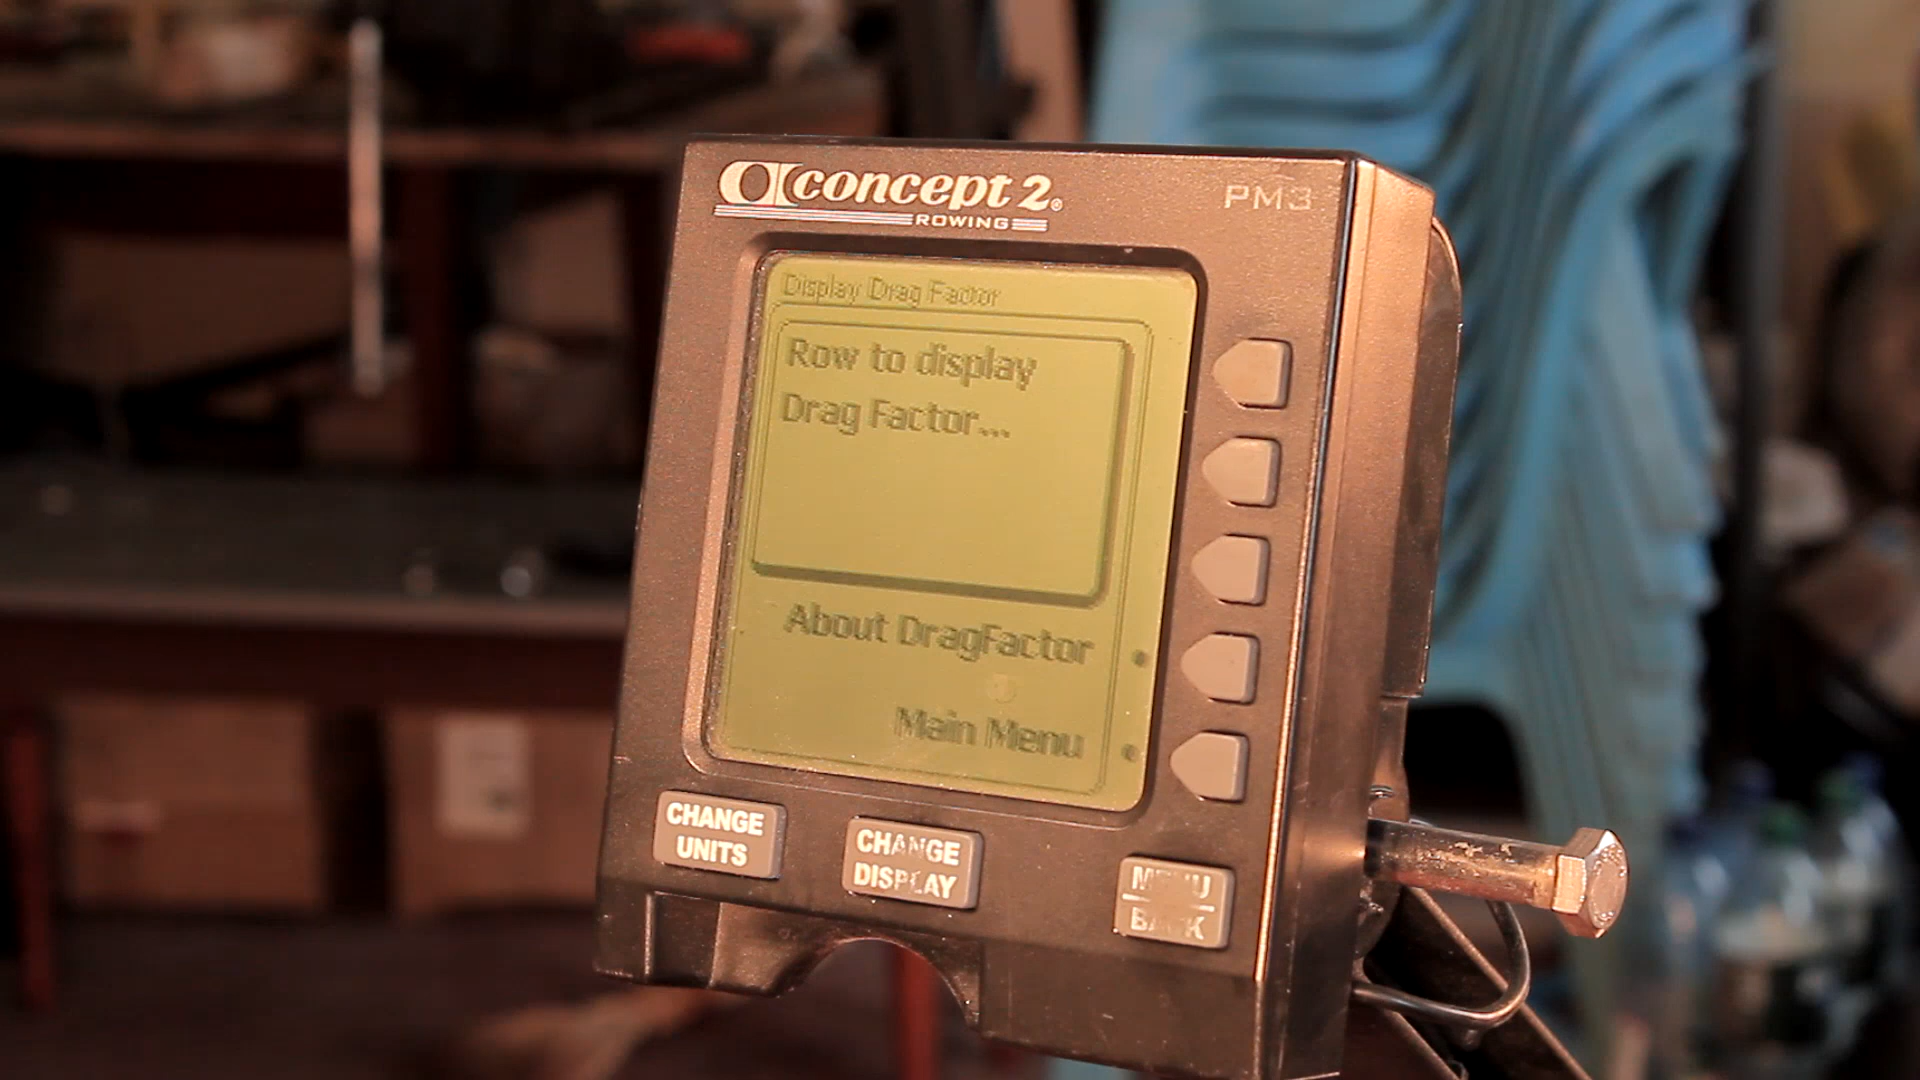 concept 2®
ROWING
PM3
Display Drag Factor
Row to display
Drag Factor...
About DragFactor
Main Menu
CHANGE
UNITS
CHANGE
DISPLAY
MENU
BACK